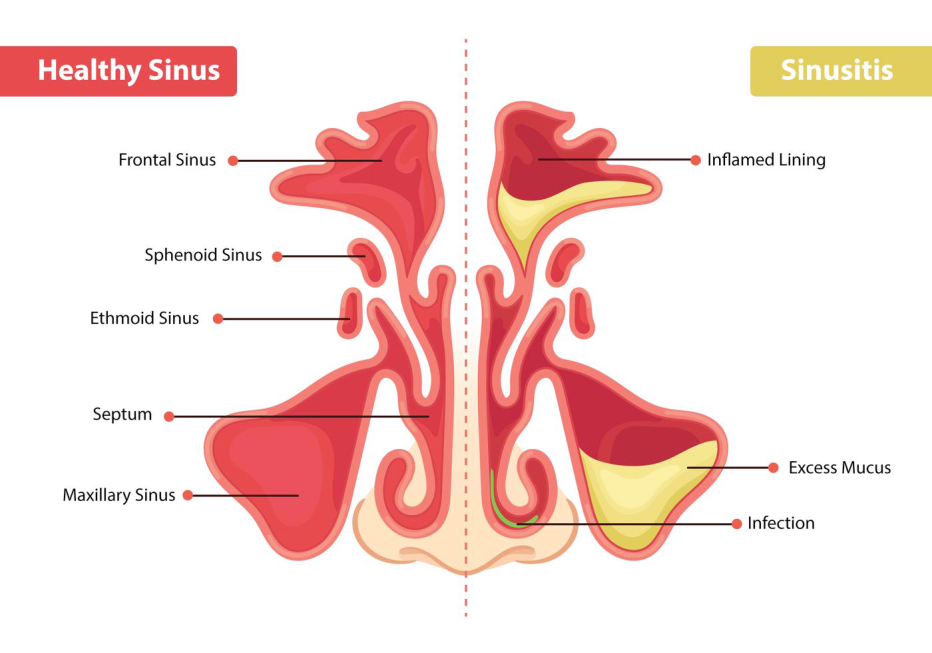 Healthy Sinus
Sinusitis
Frontal Sinus
Inflamed Lining
Sphenoid Sinus
Ethmoid Sinus
Septum
Excess Mucus
Maxillary Sinus
Infection